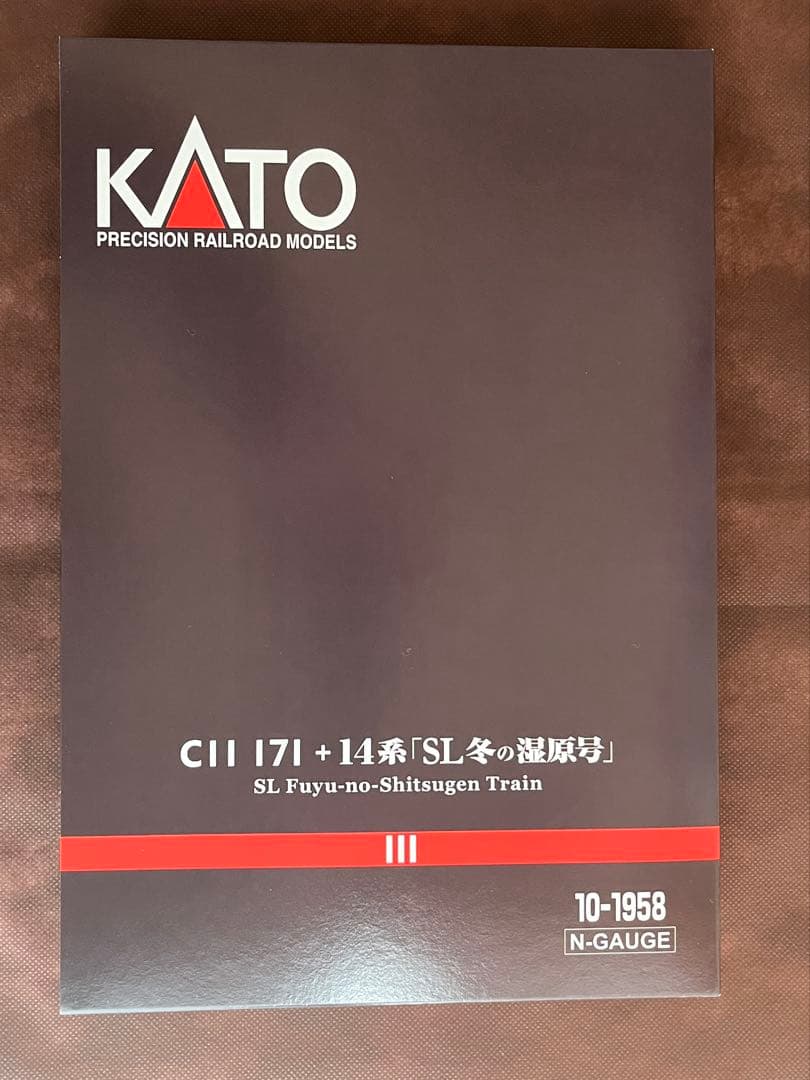 KATO
PRECISION RAILROAD MODELS
C11 171 + 14系「SL冬の湿原号」
SL Fuyu-no-Shitsugen Train
10-1958
N-GAUGE